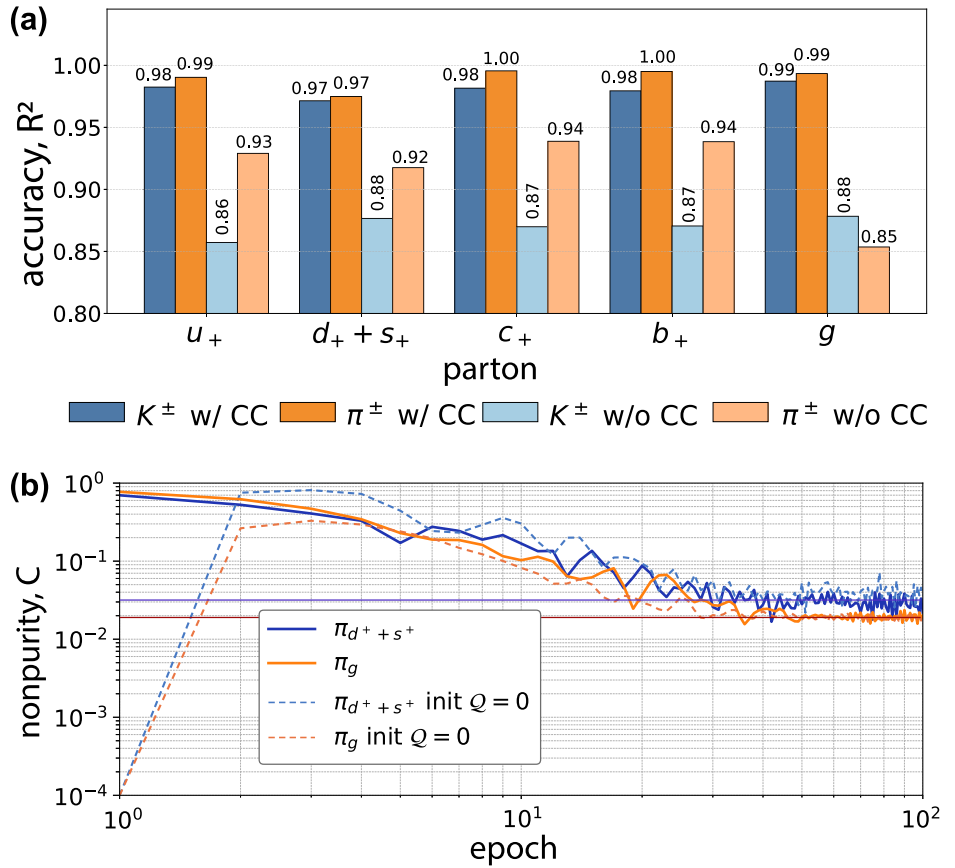 (a)
accuracy, R²
1.00
0.95
0.90
0.85
0.80
0.98 0.99 0.86 0.93
0.97 0.97 0.88 0.92
0.98 1.00 0.87 0.94
0.98 1.00 0.87 0.94
0.99 0.99 0.88 0.85
u₊ d₊ + s₊ c₊ b₊ g
parton
K± w/ CC π± w/ CC K± w/o CC π± w/o CC
(b)
nonpurity, C
10⁰
10⁻¹
10⁻²
10⁻³
10⁻⁴
π_{d⁺ + s⁺}
π_g
π_{d⁺ + s⁺} init 𝒬 = 0
π_g init 𝒬 = 0
10⁰ 10¹ 10²
epoch